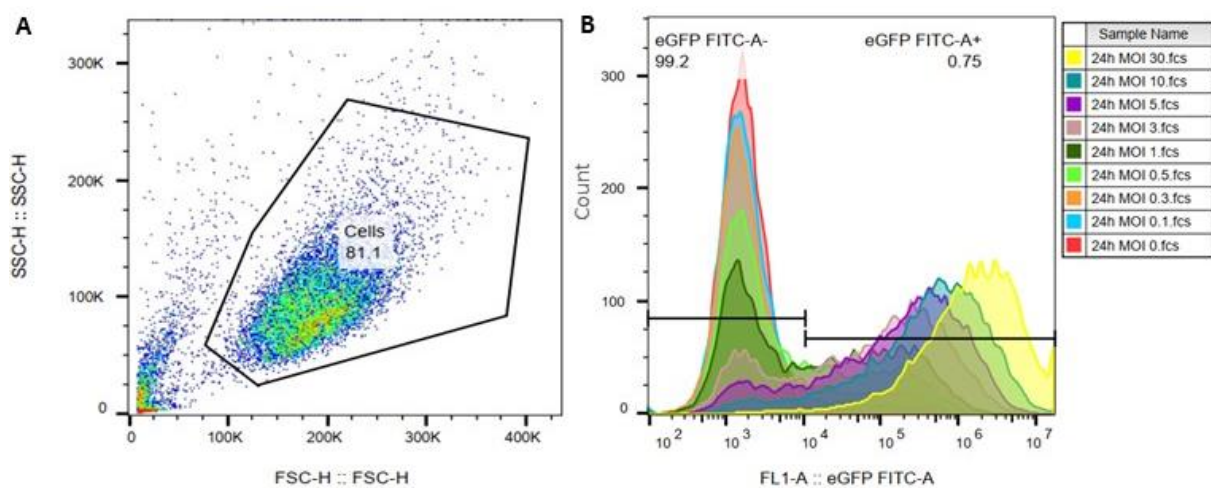 A
300K
200K
100K
0
SSC-H :: SSC-H
Cells
81.1
0
100K
200K
300K
400K
FSC-H :: FSC-H
B
eGFP FITC-A-
99.2
eGFP FITC-A+
0.75
300
200
100
0
Count
10 2
10 3
10 4
10 5
10 6
10 7
FL1-A :: eGFP FITC-A
Sample Name
24h MOI 30.fcs
24h MOI 10.fcs
24h MOI 5.fcs
24h MOI 3.fcs
24h MOI 1.fcs
24h MOI 0.5.fcs
24h MOI 0.3.fcs
24h MOI 0.1.fcs
24h MOI 0.fcs